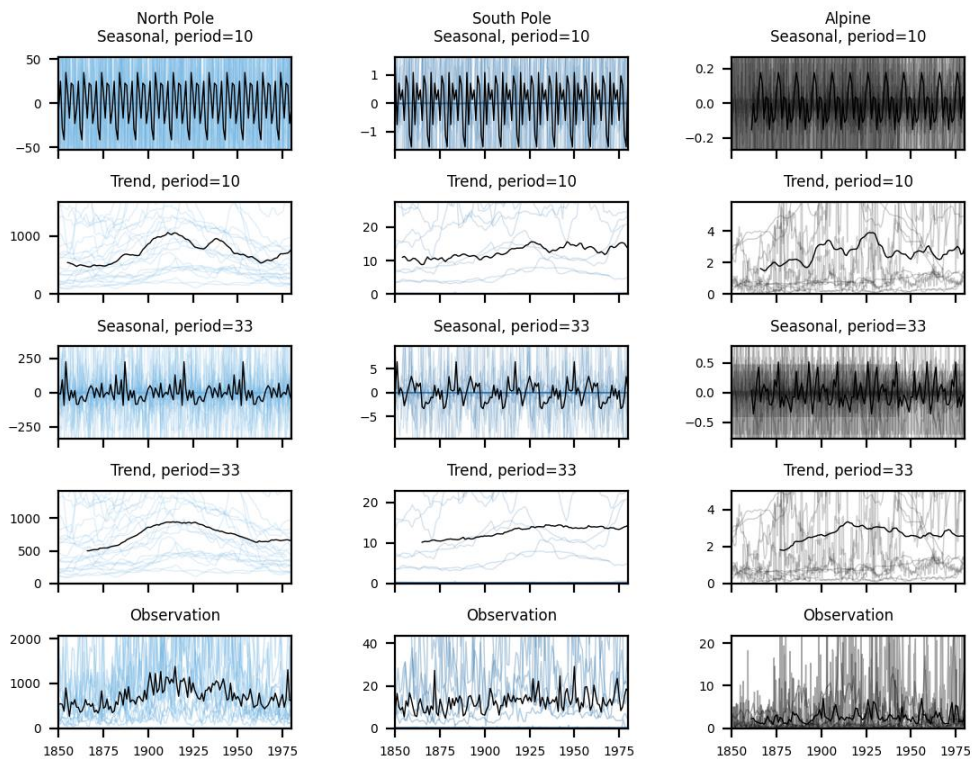 North Pole
Seasonal, period=10
South Pole
Seasonal, period=10
Alpine
Seasonal, period=10
50
0
−50
1
0
−1
0.2
0.0
−0.2
Trend, period=10
Trend, period=10
Trend, period=10
1000
0
20
10
0
4
2
0
Seasonal, period=33
Seasonal, period=33
Seasonal, period=33
250
0
−250
5
0
−5
0.5
0.0
−0.5
Trend, period=33
Trend, period=33
Trend, period=33
1000
500
0
20
10
0
4
2
0
Observation
Observation
Observation
2000
1000
0
40
20
0
20
10
0
1850 1875 1900 1925 1950 1975
1850 1875 1900 1925 1950 1975
1850 1875 1900 1925 1950 1975